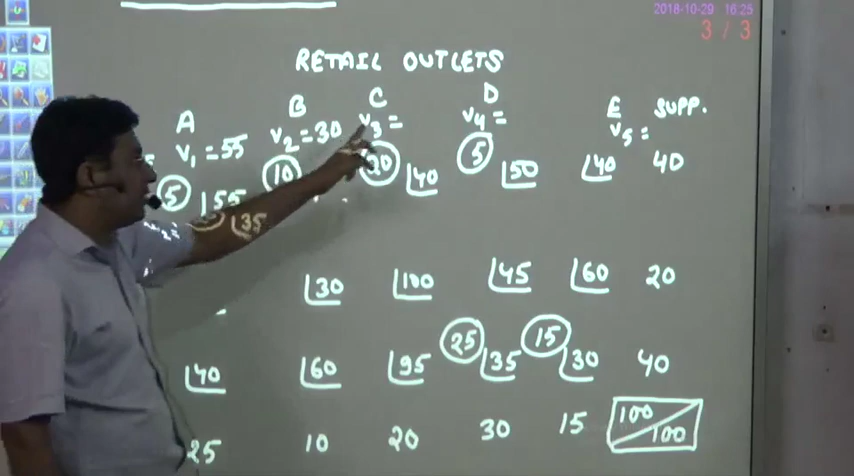 2018-10-29 16:25
3 / 3
RETAIL OUTLETS
A B C D E SUPP.
V₁ = 55 V₂ = 30 V₃ = V₄ = V₅ =
5 55 10 40 5 50 40 40
35
30 100 45 60 20
25 15
40 60 95 35 30 40
25 10 20 30 15 100 / 100